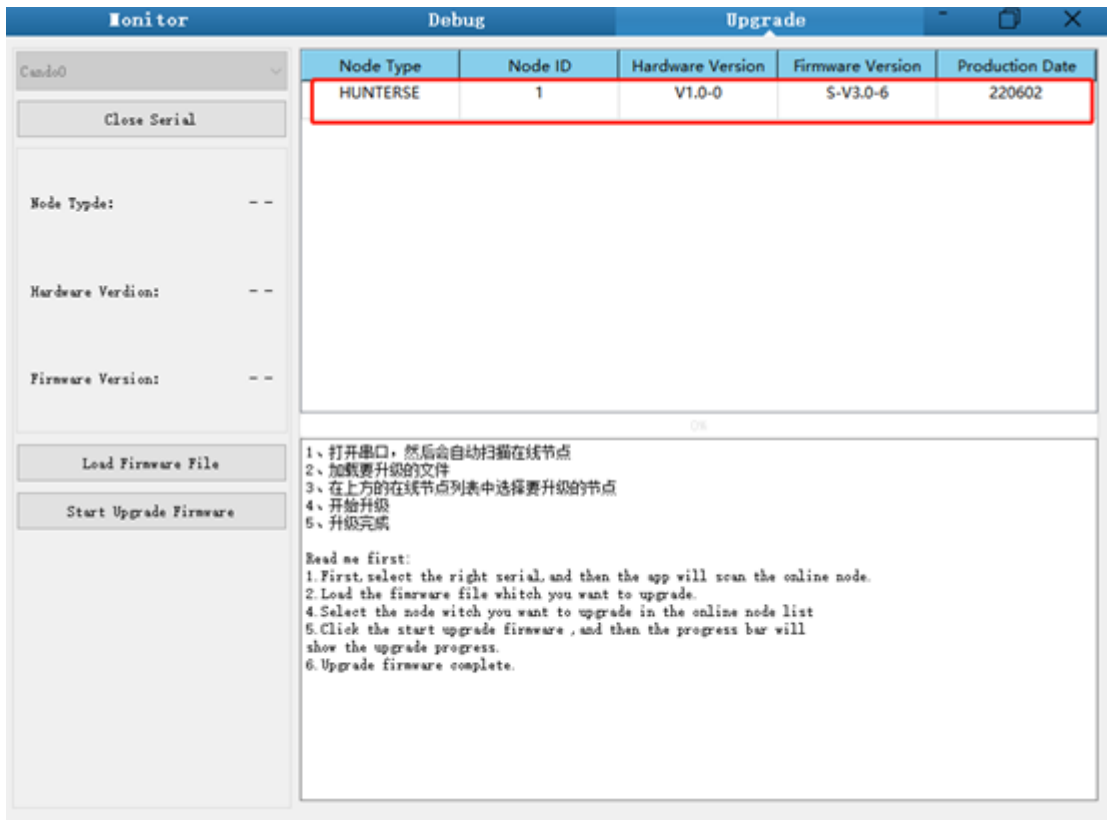 Monitor Debug Upgrade
Cando0
Close Serial
Node Typde: --
Hardware Verdion: --
Firmware Version: --
Load Firmware File
Start Upgrade Firmware
Node Type Node ID Hardware Version Firmware Version Production Date
HUNTERSE 1 V1.0-0 S-V3.0-6 220602
0%
1、打开串口，然后会自动扫描在线节点
2、加载要升级的文件
3、在上方的在线节点列表中选择要升级的节点
4、开始升级
5、升级完成
Read me first:
1.First,select the right serial,and then the app will scan the online node.
2.Load the fimrware file whitch you want to upgrade.
4.Select the node witch you want to upgrade in the online node list
5.Click the start upgrade firmware ,and then the progress bar will
show the upgrade progress.
6.Upgrade firmware complete.